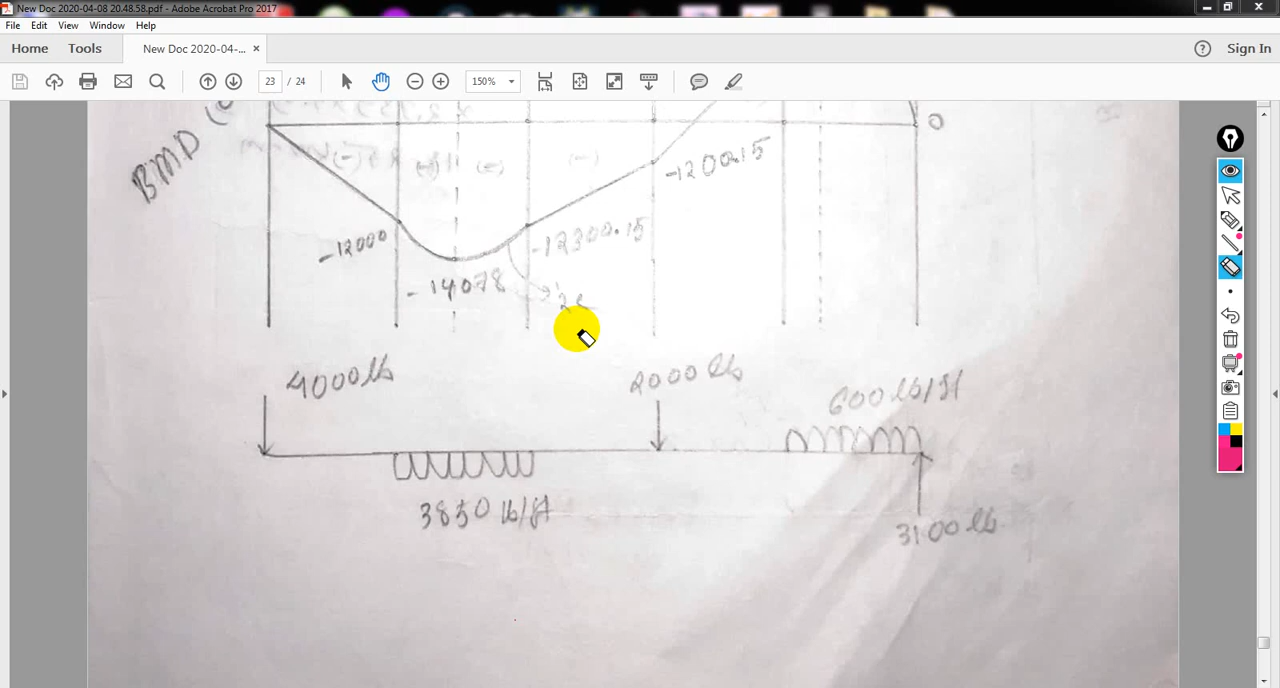 New Doc 2020-04-08 20.48.58.pdf - Adobe Acrobat Pro 2017
File Edit View Window Help
Home Tools New Doc 2020-04-... × ? Sign In
23 / 24 150%
BMD
0
(-) (-) (-) (-)
-1200.15
-12000
-12300.15
-14078
2c
4000 lb
2000 lb
600 lb/ft
3850 lb/ft
3100 lb